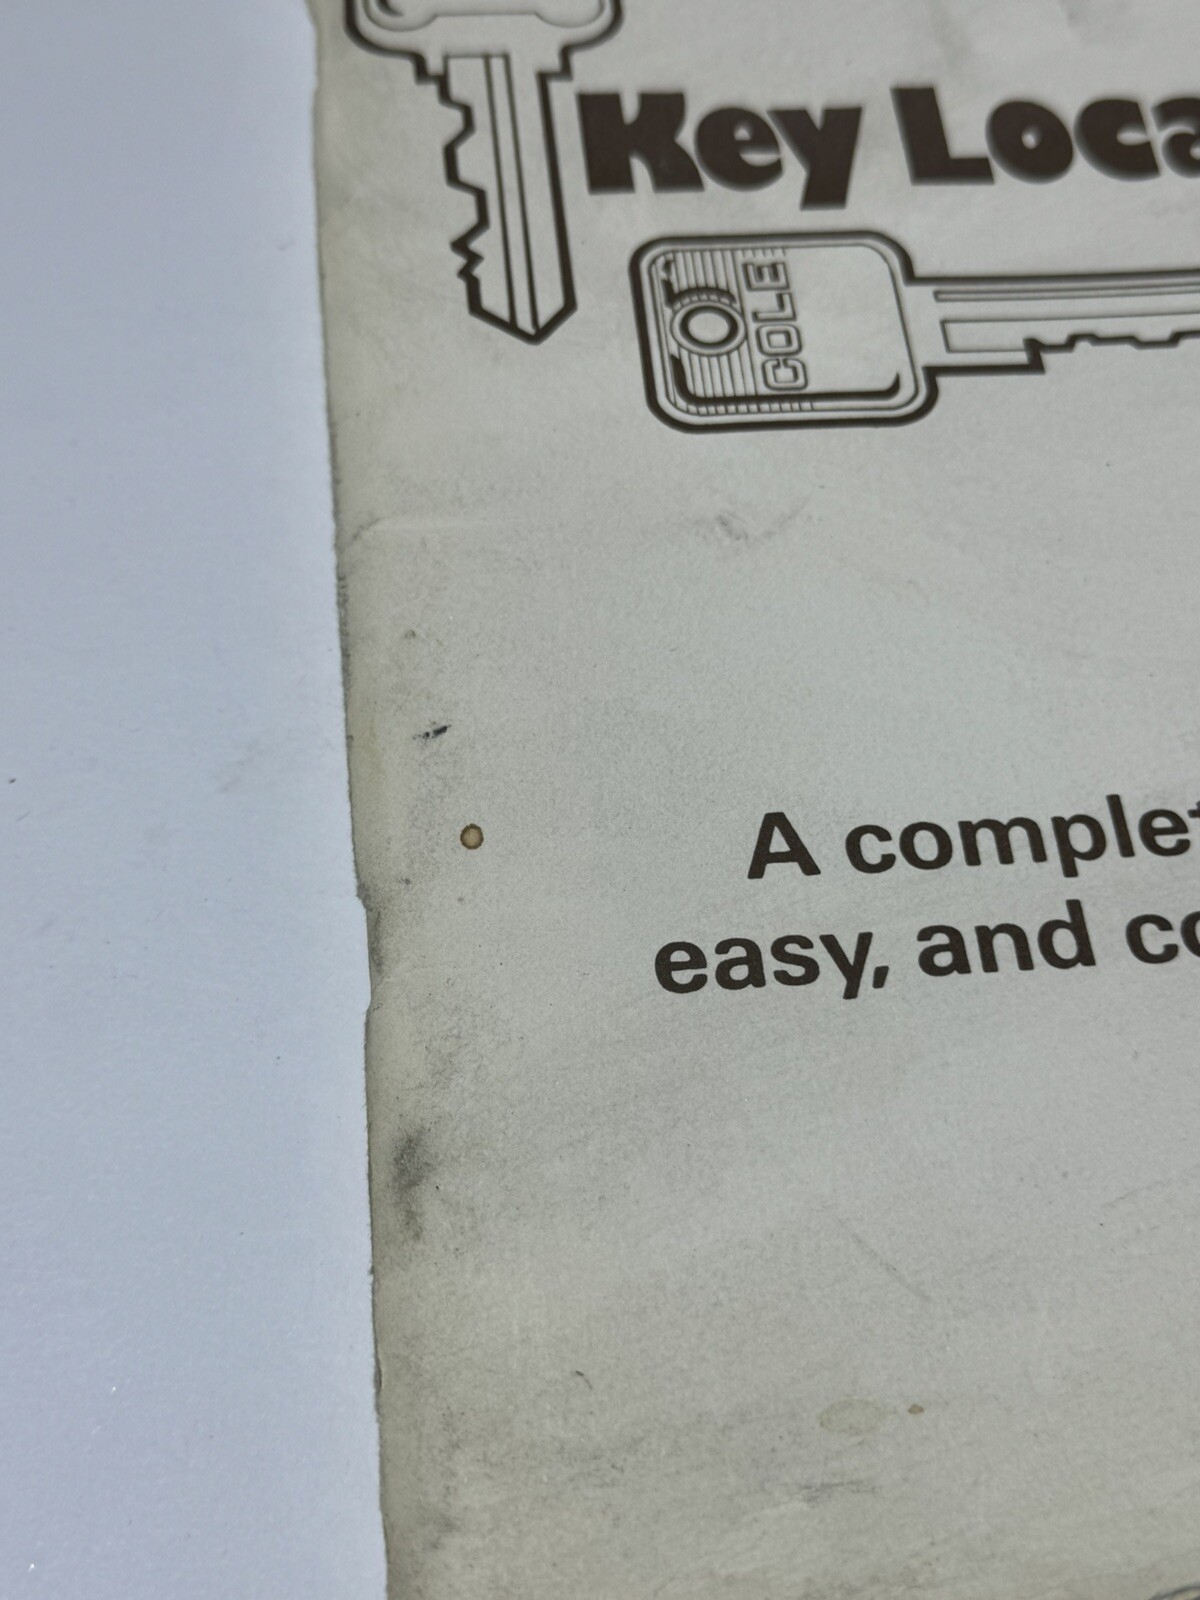 Key Loca
COLE
A complet
easy, and co